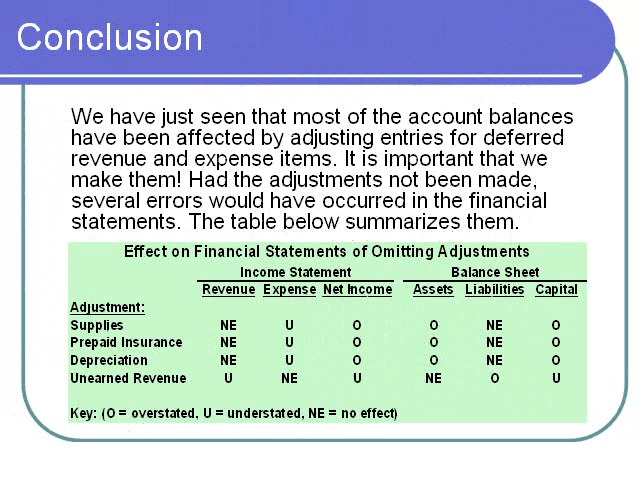 Conclusion
We have just seen that most of the account balances
have been affected by adjusting entries for deferred
revenue and expense items. It is important that we
make them! Had the adjustments not been made,
several errors would have occurred in the financial
statements. The table below summarizes them.
Effect on Financial Statements of Omitting Adjustments
Income Statement Balance Sheet
Revenue Expense Net Income Assets Liabilities Capital
Adjustment:
Supplies NE U O O NE O
Prepaid Insurance NE U O O NE O
Depreciation NE U O O NE O
Unearned Revenue U NE U NE O U
Key: (O = overstated, U = understated, NE = no effect)